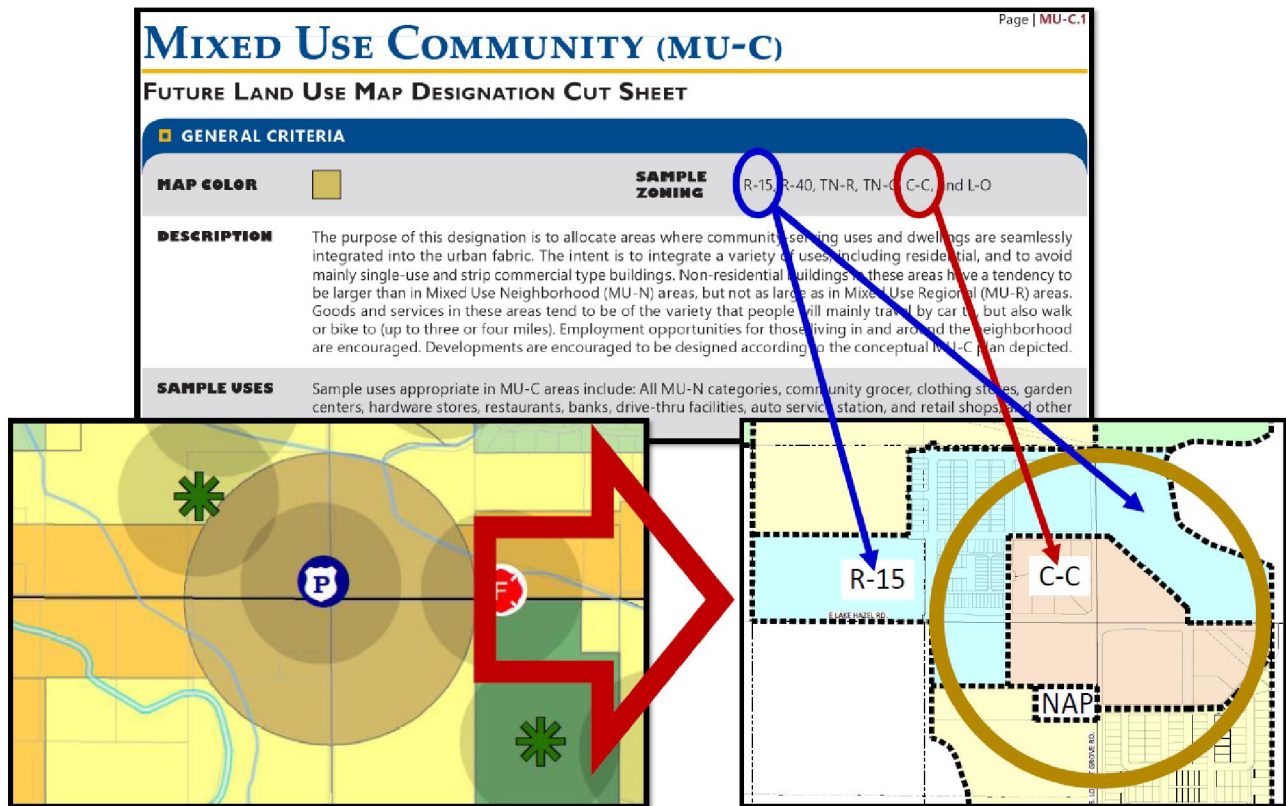 Page | MU-C.1
MIXED USE COMMUNITY (MU-C)
FUTURE LAND USE MAP DESIGNATION CUT SHEET
GENERAL CRITERIA
MAP COLOR
SAMPLE ZONING
R-15, R-40, TN-R, TN-C, C-C, and L-O
DESCRIPTION
The purpose of this designation is to allocate areas where community-serving uses and dwellings are seamlessly
integrated into the urban fabric. The intent is to integrate a variety of uses, including residential, and to avoid
mainly single-use and strip commercial type buildings. Non-residential buildings in these areas have a tendency to
be larger than in Mixed Use Neighborhood (MU-N) areas, but not as large as in Mixed Use Regional (MU-R) areas.
Goods and services in these areas tend to be of the variety that people will mainly travel by car to, but also walk
or bike to (up to three or four miles). Employment opportunities for those living in and around the neighborhood
are encouraged. Developments are encouraged to be designed according to the conceptual MU-C plan depicted.
SAMPLE USES
Sample uses appropriate in MU-C areas include: All MU-N categories, community grocer, clothing stores, garden
centers, hardware stores, restaurants, banks, drive-thru facilities, auto service station, and retail shops, and other
P
F
R-15
C-C
E LAKE HAZEL RD.
NAP
GROVE RD.